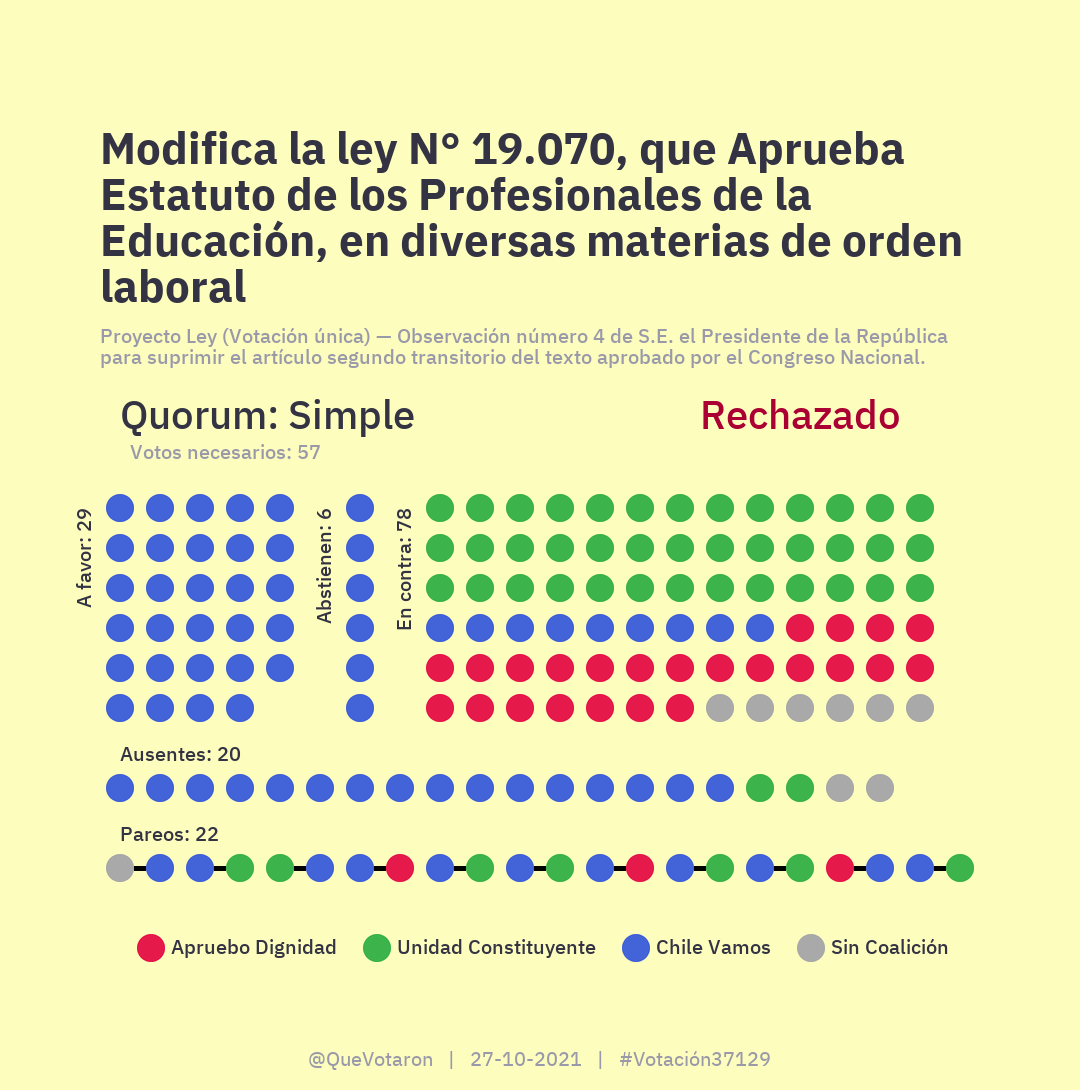 Modifica la ley N° 19.070, que Aprueba
Estatuto de los Profesionales de la
Educación, en diversas materias de orden
laboral
Proyecto Ley (Votación única) — Observación número 4 de S.E. el Presidente de la República
para suprimir el artículo segundo transitorio del texto aprobado por el Congreso Nacional.
Quorum: Simple
Rechazado
Votos necesarios: 57
A favor: 29
Abstienen: 6
En contra: 78
Ausentes: 20
Pareos: 22
Apruebo Dignidad
Unidad Constituyente
Chile Vamos
Sin Coalición
@QueVotaron | 27-10-2021 | #Votación37129